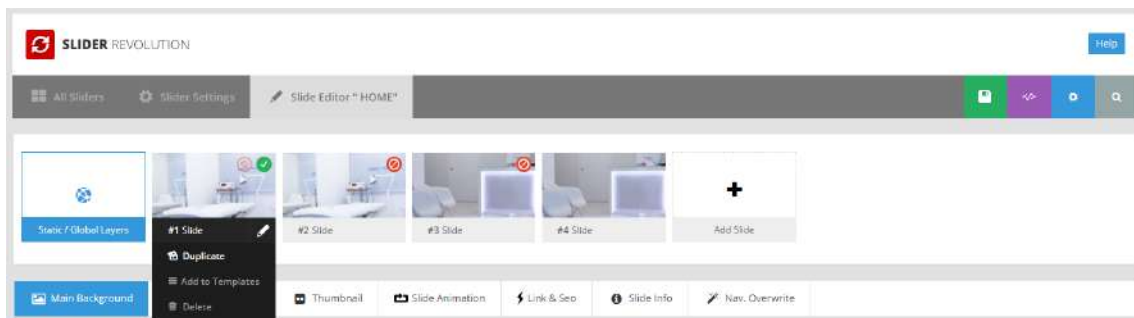 SLIDER REVOLUTION
Help
All Sliders
Slider Settings
Slide Editor " HOME"
</>
Static / Global Layers
#1 Slide
#2 Slide
#3 Slide
#4 Slide
Add Slide
Duplicate
Add to Templates
Delete
Main Background
Thumbnail
Slide Animation
Link & Seo
Slide Info
Nav. Overwrite